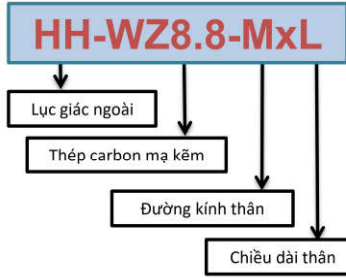 HH-WZ8.8-MxL
Lục giác ngoài
Thép carbon mạ kẽm
Đường kính thân
Chiều dài thân